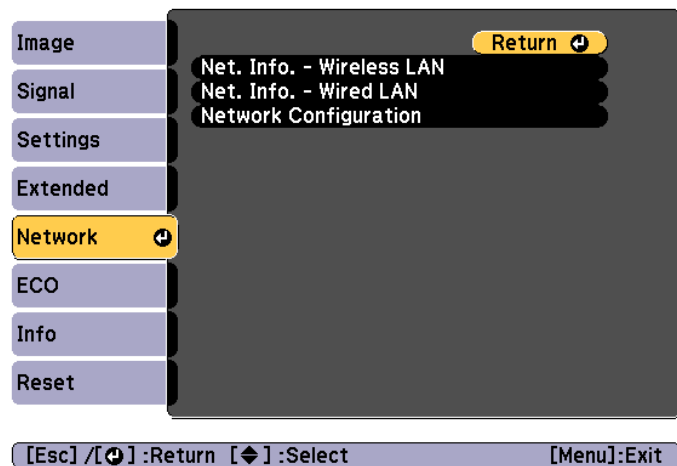 Image
Signal
Settings
Extended
Network
ECO
Info
Reset
Return
Net. Info. - Wireless LAN
Net. Info. - Wired LAN
Network Configuration
[Esc] /[⏎] :Return [◆] :Select [Menu]:Exit